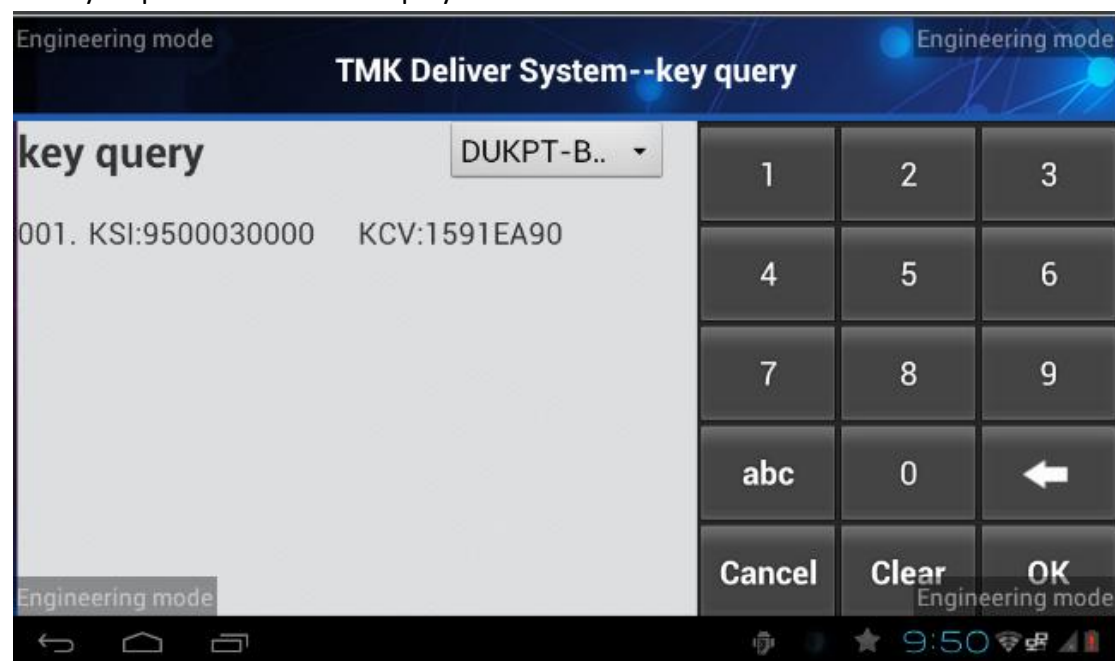 Engineering mode
Engineering mode
TMK Deliver System--key query
key query
DUKPT-B..
001. KSI:9500030000 KCV:1591EA90
1 2 3
4 5 6
7 8 9
abc 0
Cancel Clear OK
Engineering mode
Engineering mode
9:50